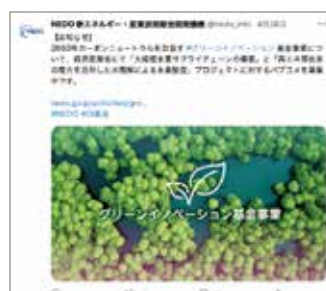 NEDO 新エネルギー・産業技術総合開発機構 @nedo_info
【お知らせ】
2050年カーボンニュートラルを目指す #グリーンイノベーション 基金事業につ
いて、経済産業省にて「大規模水素サプライチェーンの構築」と「再エネ等由来
の電力を活用した水電解による水素製造」プロジェクトに対するパブコメを募集
中です。
#NEDO #GI基金
グリーンイノベーション基金事業